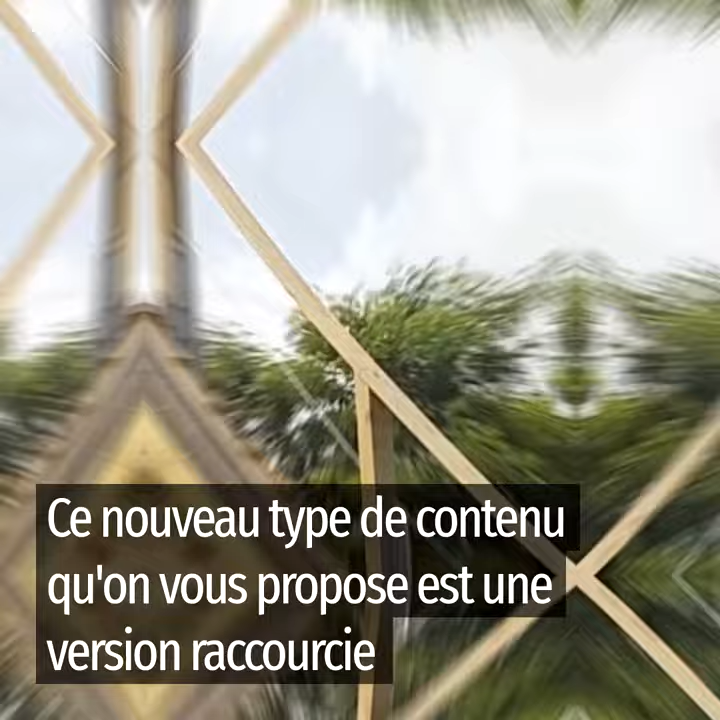 Ce nouveau type de contenu
qu'on vous propose est une
version raccourcie